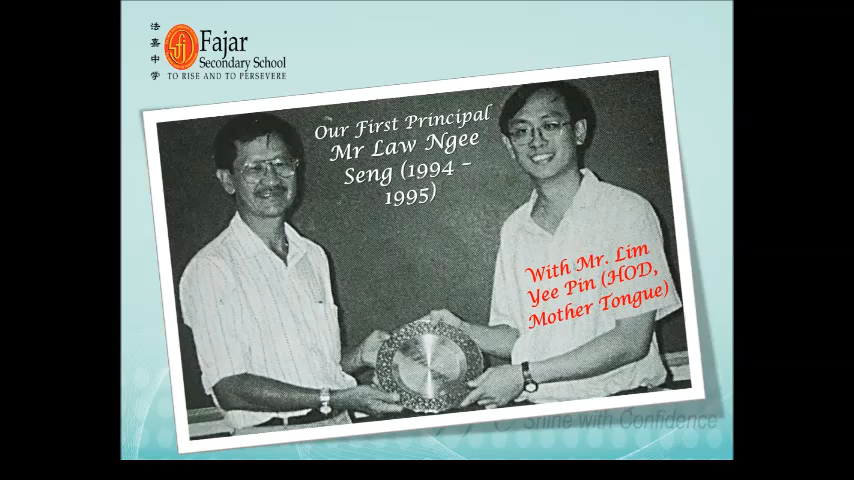 法嘉中学
Fajar
Secondary School
TO RISE AND TO PERSEVERE
Our First Principal
Mr Law Ngee
Seng (1994 –
1995)
With Mr. Lim
Yee Pin (HOD,
Mother Tongue)
Shine with Confidence